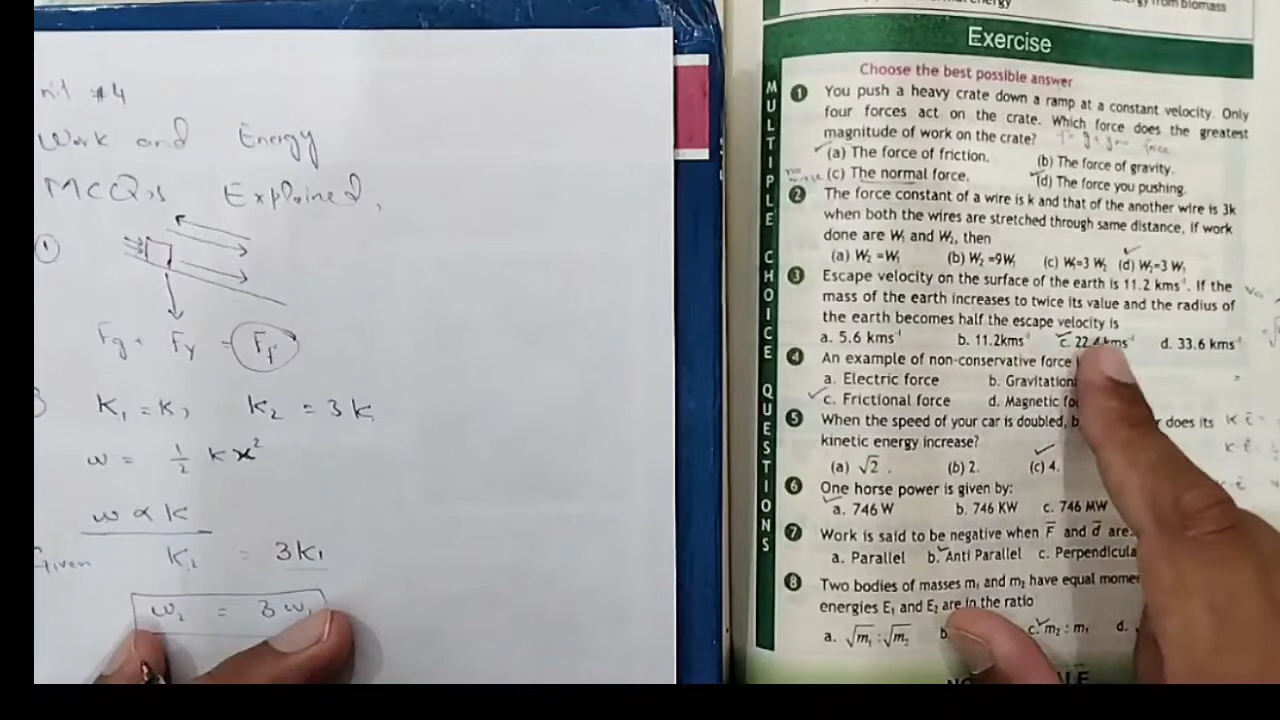 #4
Work and Energy
MCQ,s Explained,
1
Fg + Fy = Ff
K1 = K, K2 = 3K
w = 1/2 Kx²
w ∝ K
Given K2 = 3K1
w2 = 3w1
from biomass
Exercise
MULTIPLE CHOICE QUESTIONS
Choose the best possible answer
1 You push a heavy crate down a ramp at a constant velocity. Only
four forces act on the crate. Which force does the greatest
magnitude of work on the crate?
(a) The force of friction. (b) The force of gravity.
(c) The normal force. (d) The force you pushing.
2 The force constant of a wire is k and that of the another wire is 3k
when both the wires are stretched through same distance, if work
done are W₁ and W₂, then
(a) W₂ =W₁ (b) W₂ =9W₁ (c) W₁=3 W₂ (d) W₂=3 W₁
3 Escape velocity on the surface of the earth is 11.2 kms⁻¹. If the
mass of the earth increases to twice its value and the radius of
the earth becomes half the escape velocity is
a. 5.6 kms⁻¹ b. 11.2kms⁻¹ c. 22.4 kms⁻¹ d. 33.6 kms⁻¹
4 An example of non-conservative force
a. Electric force b. Gravitation
c. Frictional force d. Magnetic fo
5 When the speed of your car is doubled, b r does its
kinetic energy increase?
(a) √2 . (b) 2. (c) 4.
6 One horse power is given by:
a. 746 W b. 746 KW c. 746 MW
7 Work is said to be negative when F⃗ and d⃗ are:
a. Parallel b. Anti Parallel c. Perpendicula
8 Two bodies of masses m₁ and m₂ have equal mome
energies E₁ and E₂ are in the ratio
a. √m₁ : √m₂ b. c. m₂ : m₁ d.